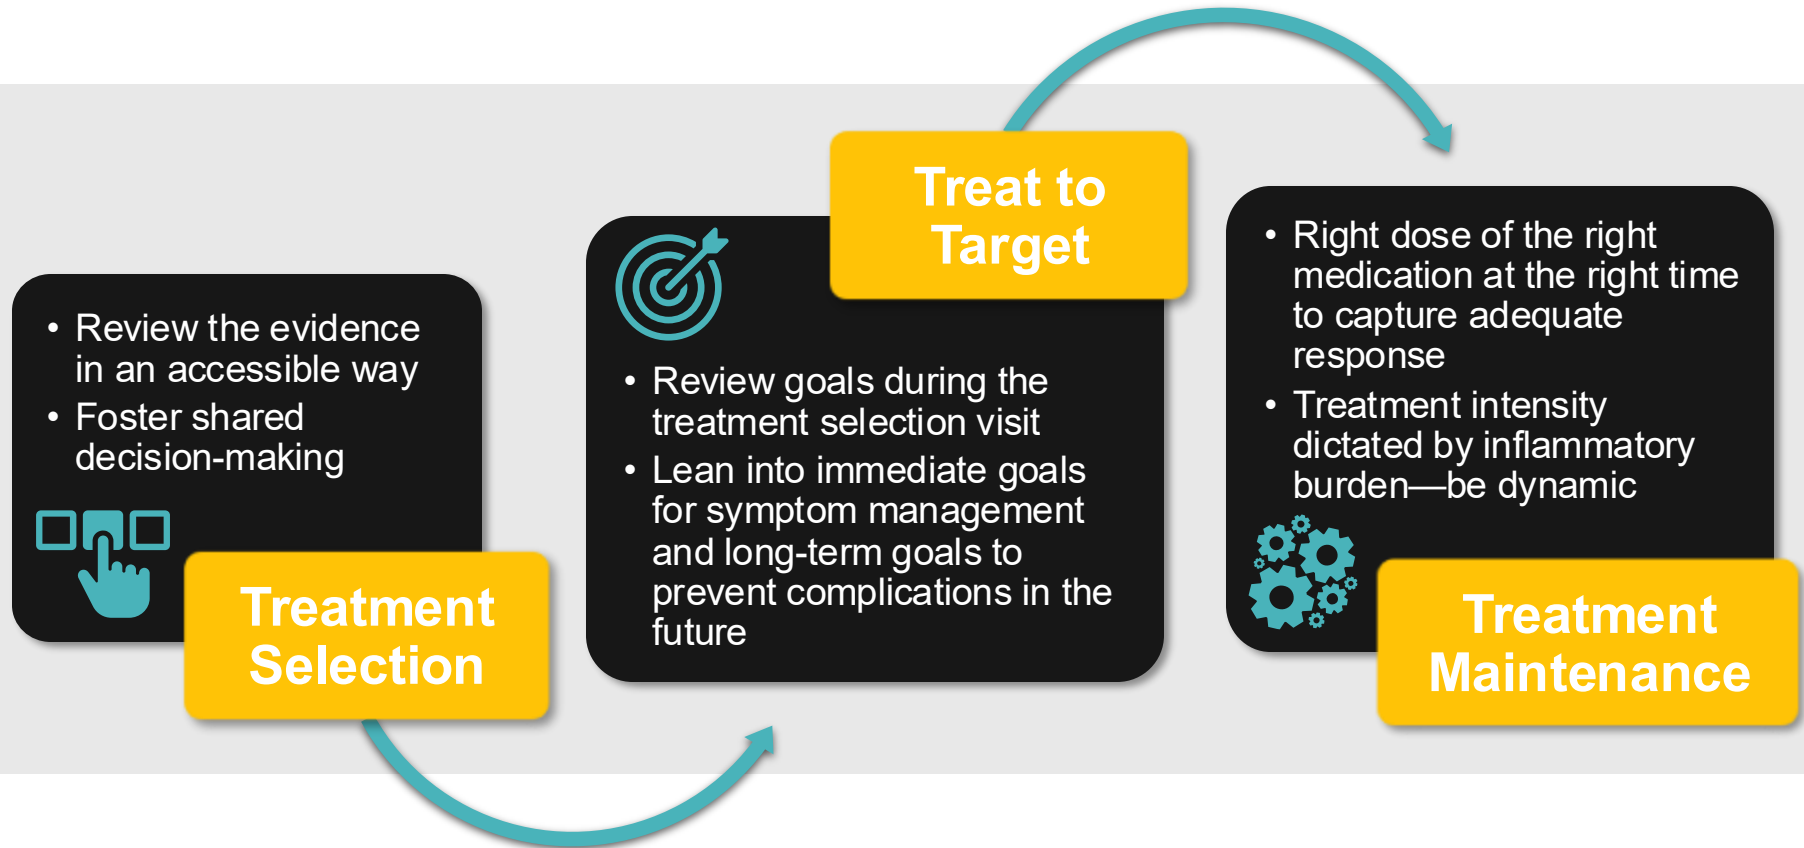 • Review the evidence
in an accessible way
• Foster shared
decision-making
Treatment
Selection
Treat to
Target
• Review goals during the
treatment selection visit
• Lean into immediate goals
for symptom management
and long-term goals to
prevent complications in the
future
• Right dose of the right
medication at the right time
to capture adequate
response
• Treatment intensity
dictated by inflammatory
burden—be dynamic
Treatment
Maintenance